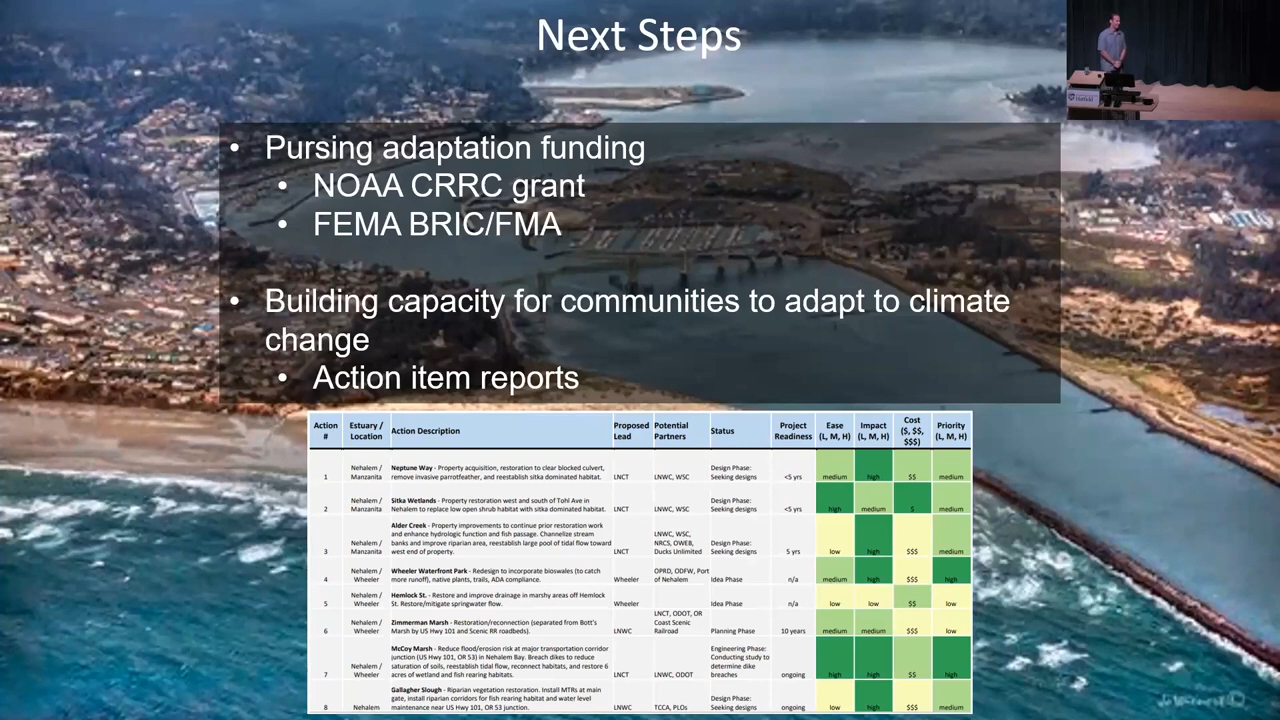 Next Steps
• Pursing adaptation funding
• NOAA CRRC grant
• FEMA BRIC/FMA
• Building capacity for communities to adapt to climate
change
• Action item reports
Action # Estuary / Location Action Description Proposed Lead Potential Partners Status Project Readiness Ease (L, M, H) Impact (L, M, H) Cost ($, $$, $$$) Priority (L, M, H)
1 Nehalem / Manzanita Neptune Way - Property acquisition, restoration to clear blocked culvert, remove invasive parrotfeather, and reestablish sitka dominated habitat. LNCT LNWC, WSC Design Phase: Seeking designs <5 yrs medium high $$ medium
2 Nehalem / Manzanita Sitka Wetlands - Property restoration west and south of Tohl Ave in Nehalem to replace low open shrub habitat with sitka dominated habitat. LNCT LNWC, WSC Design Phase: Seeking designs <5 yrs high medium $ medium
3 Nehalem / Manzanita Alder Creek - Property improvements to continue prior restoration work and enhance hydrologic function and fish passage. Channelize stream banks and improve riparian area, reestablish large pool of tidal flow toward west end of property. LNCT LNWC, WSC, NRCS, OWEB, Ducks Unlimited Design Phase: Seeking designs 5 yrs low high $$$ medium
4 Nehalem / Wheeler Wheeler Waterfront Park - Redesign to incorporate bioswales (to catch more runoff), native plants, trails, ADA compliance. Wheeler OPRD, ODFW, Port of Nehalem Idea Phase n/a medium high $$$ high
5 Nehalem / Wheeler Hemlock St. - Restore and improve drainage in marshy areas off Hemlock St. Restore/mitigate springwater flow. Wheeler Idea Phase n/a low low $$ low
6 Nehalem / Wheeler Zimmerman Marsh - Restoration/reconnection (separated from Bott's Marsh by US Hwy 101 and Scenic RR roadbeds). LNWC LNCT, ODOT, OR Coast Scenic Railroad Planning Phase 10 years medium medium $$$ low
7 Nehalem / Wheeler McCoy Marsh - Reduce flood/erosion risk at major transportation corridor junction (US Hwy 101, OR 53) in Nehalem Bay. Breach dikes to reduce saturation of soils, reestablish tidal flow, reconnect habitats, and restore 6 acres of wetland and fish rearing habitats. LNCT LNWC, ODOT Engineering Phase: Conducting study to determine dike breaches ongoing high high $$ high
8 Nehalem Gallagher Slough - Riparian vegetation restoration. Install MTRs at main gate, install riparian corridors for fish rearing habitat and water level maintenance near US Hwy 101, OR 53 junction. LNWC TCCA, PLOs Design Phase: Seeking designs ongoing low high $$$ medium